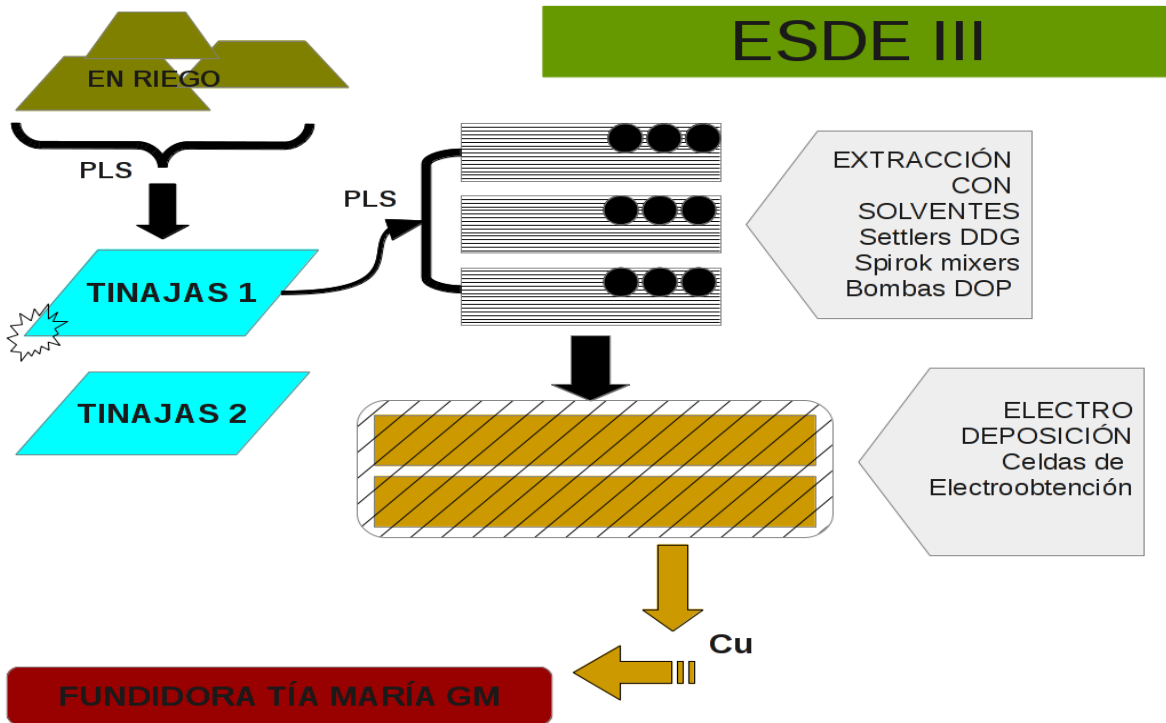 ESDE III
EN RIEGO
PLS
PLS
TINAJAS 1
TINAJAS 2
EXTRACCIÓN
CON
SOLVENTES
Settlers DDG
Spirok mixers
Bombas DOP
ELECTRO
DEPOSICIÓN
Celdas de
Electroobtención
Cu
FUNDIDORA TÍA MARÍA GM